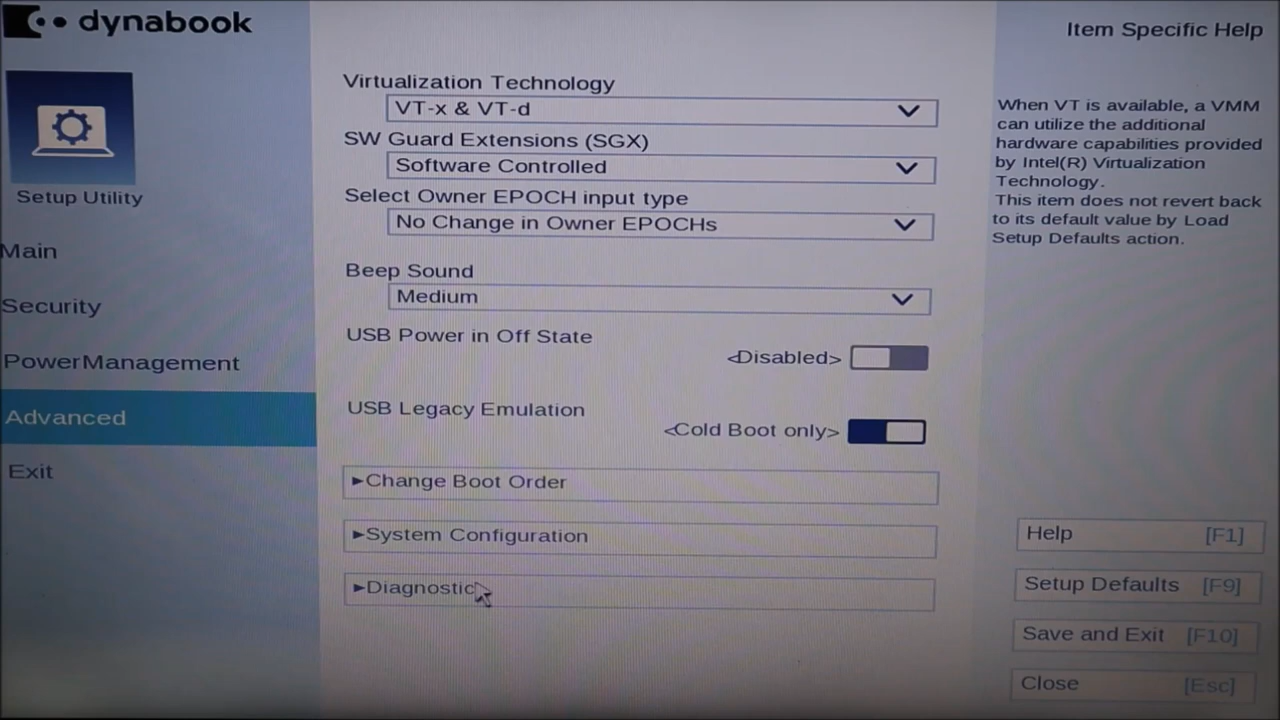 dynabook
Setup Utility
Main
Security
PowerManagement
Advanced
Exit
Virtualization Technology
VT-x & VT-d
SW Guard Extensions (SGX)
Software Controlled
Select Owner EPOCH input type
No Change in Owner EPOCHs
Beep Sound
Medium
USB Power in Off State
<Disabled>
USB Legacy Emulation
<Cold Boot only>
►Change Boot Order
►System Configuration
►Diagnostic
Item Specific Help
When VT is available, a VMM
can utilize the additional
hardware capabilities provided
by Intel(R) Virtualization
Technology.
This item does not revert back
to its default value by Load
Setup Defaults action.
Help [F1]
Setup Defaults [F9]
Save and Exit [F10]
Close [Esc]